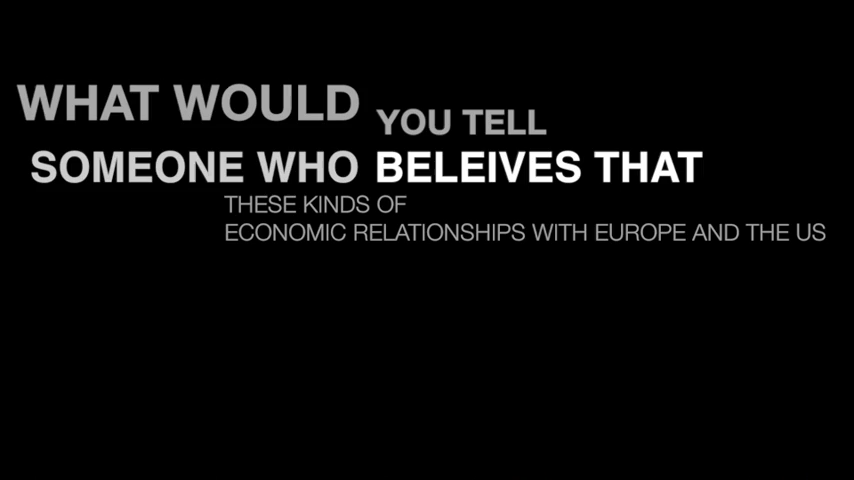 WHAT WOULD YOU TELL
SOMEONE WHO BELEIVES THAT
THESE KINDS OF
ECONOMIC RELATIONSHIPS WITH EUROPE AND THE US